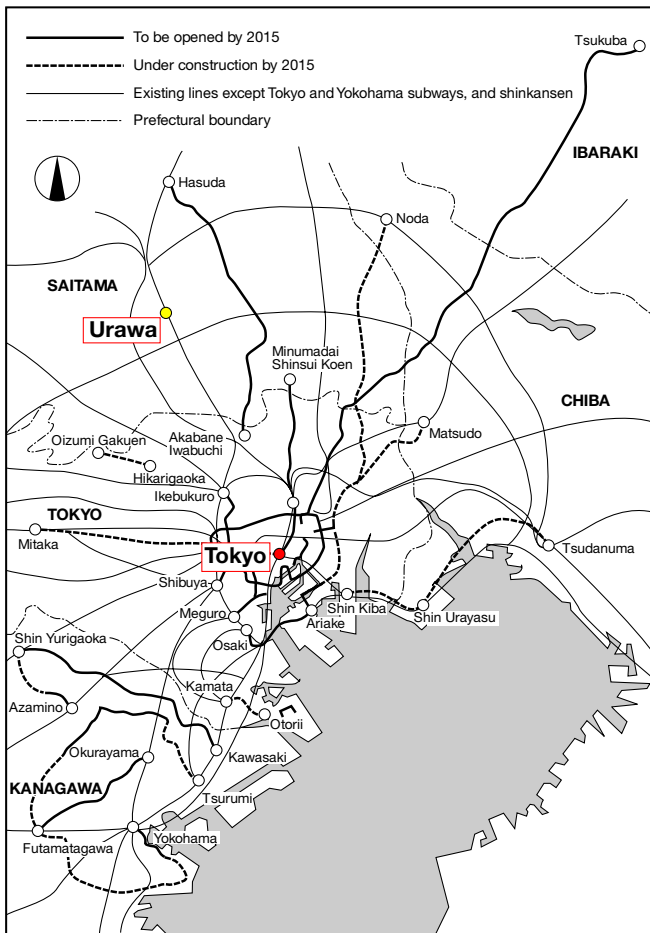 To be opened by 2015
Under construction by 2015
Existing lines except Tokyo and Yokohama subways, and shinkansen
Prefectural boundary
Tsukuba
IBARAKI
Hasuda
Noda
SAITAMA
Urawa
Minumadai
Shinsui Koen
CHIBA
Akabane
Iwabuchi
Matsudo
Oizumi Gakuen
Hikarigaoka
Ikebukuro
TOKYO
Mitaka
Tokyo
Tsudanuma
Shibuya
Shin Kiba
Meguro
Ariake
Shin Urayasu
Osaki
Shin Yurigaoka
Kamata
Azamino
Otorii
Okurayama
Kawasaki
KANAGAWA
Tsurumi
Futamatagawa
Yokohama